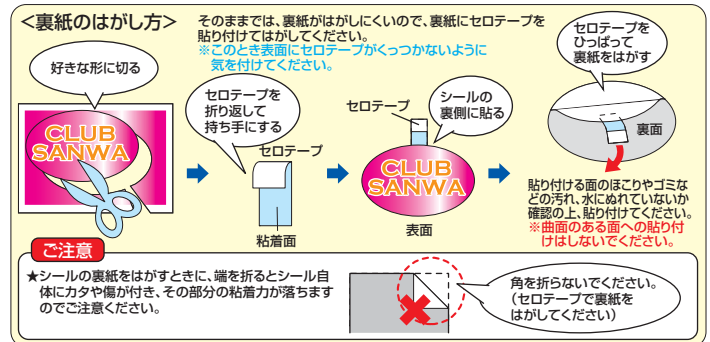 <裏紙のはがし方>
そのままでは、裏紙がはがしにくいので、裏紙にセロテープを
貼り付けてはがしてください。
※このとき表面にセロテープがくっつかないように
気を付けてください。
好きな形に切る
CLUB
SANWA
セロテープを
折り返して
持ち手にする
セロテープ
粘着面
セロテープ
シールの
裏側に貼る
CLUB
SANWA
表面
セロテープを
ひっぱって
裏紙をはがす
裏面
貼り付ける面のほこりやゴミな
どの汚れ、水にぬれていないか
確認の上、貼り付けてください。
※曲面のある面への貼り付
けはしないでください。
ご注意
★シールの裏紙をはがすときに、端を折るとシール自
体にカタや傷が付き、その部分の粘着力が落ちます
のでご注意ください。
角を折らないでください。
(セロテープで裏紙を
はがしてください)